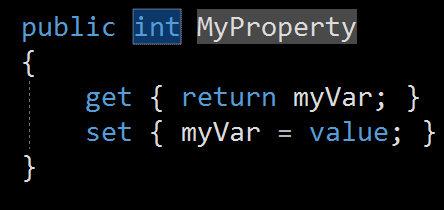 public int MyProperty
{
    get { return myVar; }
    set { myVar = value; }
}